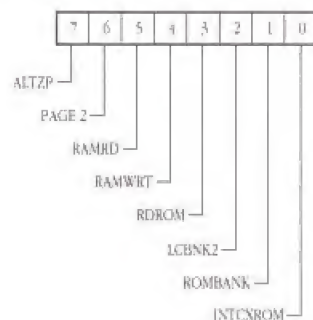 7 6 5 4 3 2 1 0
ALTZP
PAGE 2
RAMRD
RAMWRT
RDROM
LCBNK2
ROMBANK
INTCXROM